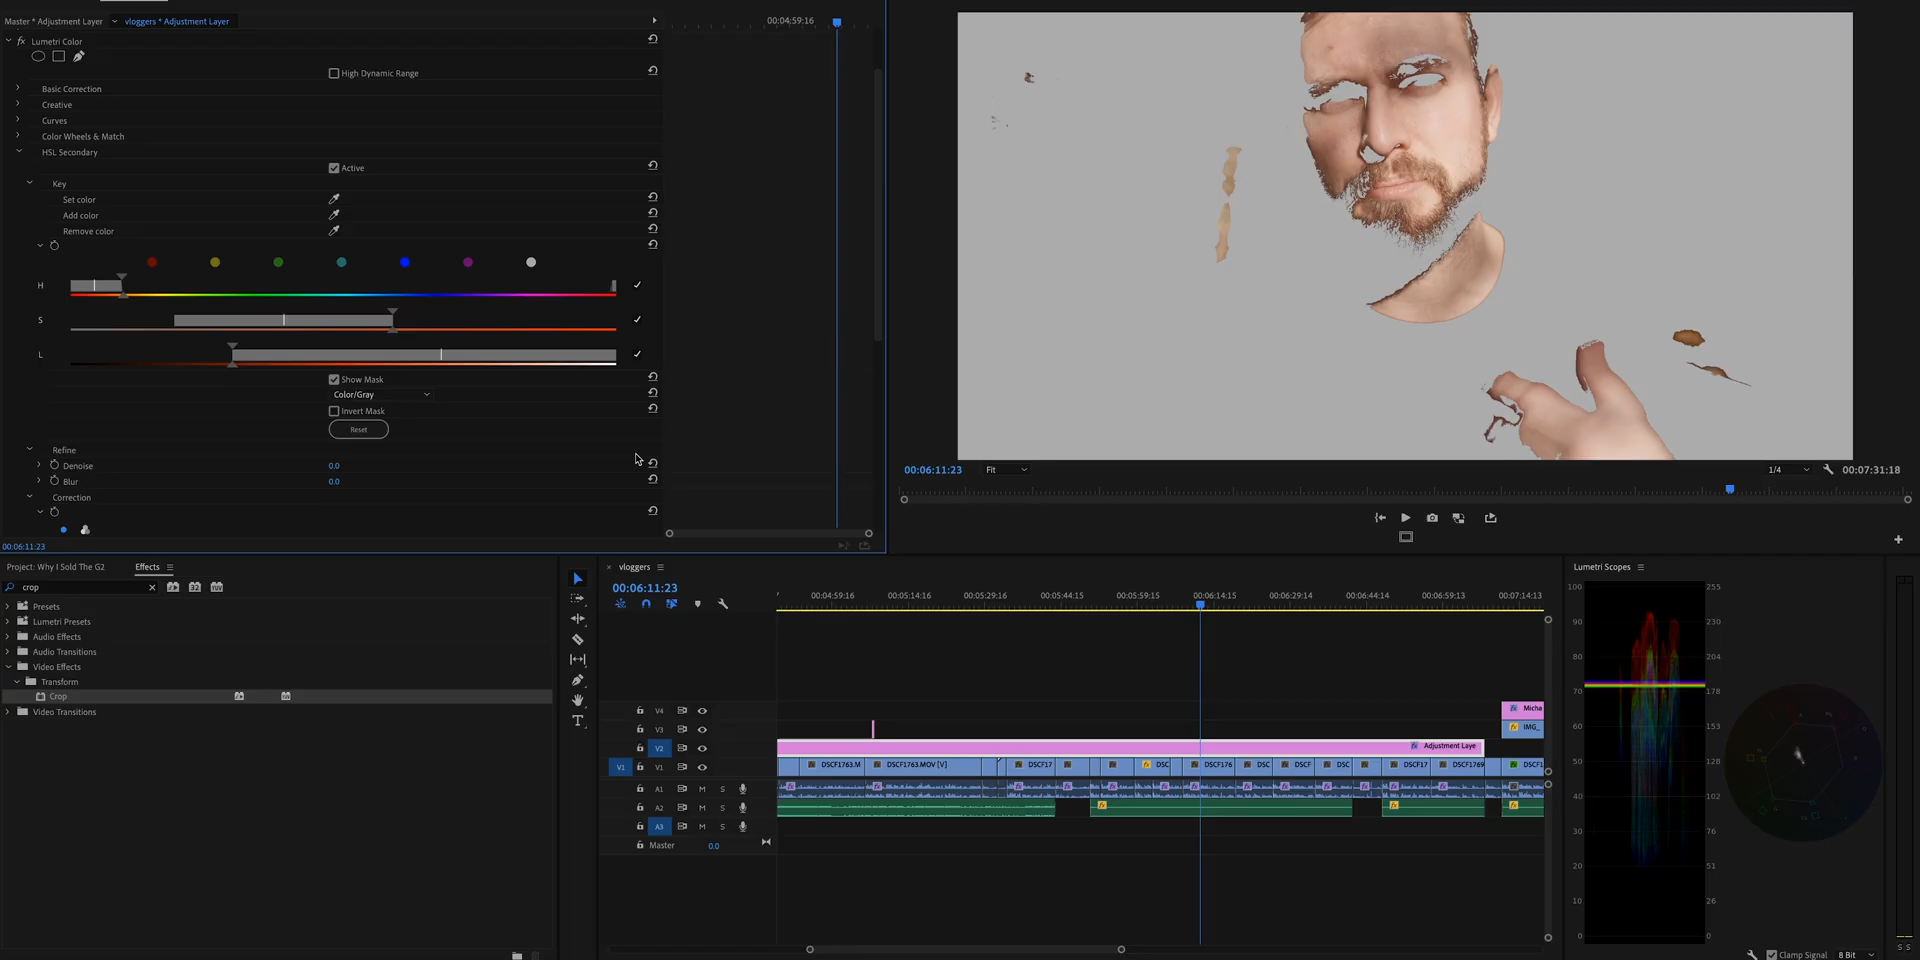 Master * Adjustment Layer vloggers * Adjustment Layer 00:04:59:16
fx Lumetri Color
High Dynamic Range
Basic Correction
Creative
Curves
Color Wheels & Match
HSL Secondary
Active
Key
Set color
Add color
Remove color
H
S
L
Show Mask
Color/Gray
Invert Mask
Reset
Refine
Denoise 0.0
Blur 0.0
Correction
00:06:11:23
00:06:11:23 Fit 1/4 00:07:31:18
Project: Why I Sold The G2 Effects
crop
Presets
Lumetri Presets
Audio Effects
Audio Transitions
Video Effects
Transform
Crop
Video Transitions
vloggers
00:06:11:23
00:04:59:16 00:05:14:16 00:05:29:16 00:05:44:15 00:05:59:15 00:06:14:15 00:06:29:14 00:06:44:14 00:06:59:13 00:07:14:13
V4 Micha
V3 IMG_
V2 Adjustment Laye
V1 V1 DSCF1763.M DSCF1763.MOV [V] DSCF17 DSC DSCF176 DSC DSCF DSC DSCF17 DSCF1769 DSCF1
A1 M S
A2 M S
A3 M S
Master 0.0
Lumetri Scopes
100 255
90 230
80 204
70 178
60 153
50 128
40 102
30 76
20 51
10 26
0 0
Clamp Signal 8 Bit
S S